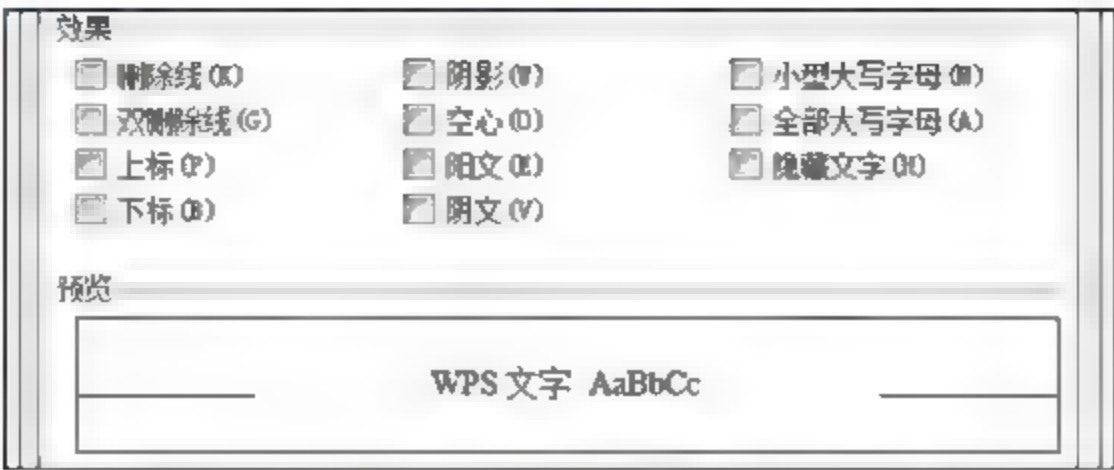 效果
删除线(K) 阴影(W) 小型大写字母(M)
双删除线(G) 空心(O) 全部大写字母(A)
上标(P) 阳文(E) 隐藏文字(H)
下标(B) 阴文(V)
预览
WPS 文字 AaBbCc